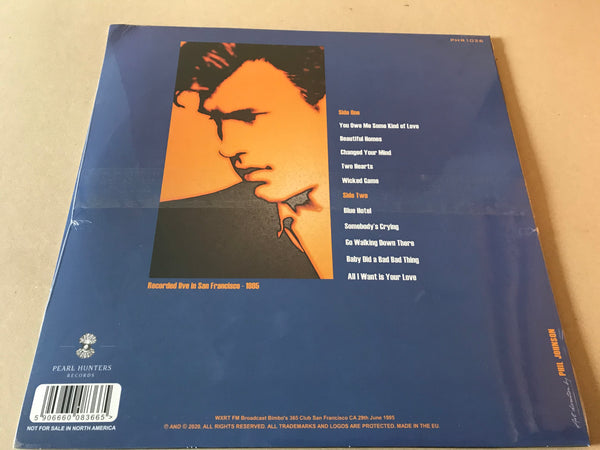 PHR1036
Side One
You Owe Me Some Kind of Love
Beautiful Homes
Changed Your Mind
Two Hearts
Wicked Game
Side Two
Blue Hotel
Somebody's Crying
Go Walking Down There
Baby Did a Bad Bad Thing
All I Want is Your Love
Recorded Live in San Francisco - 1995
PEARL HUNTERS
RECORDS
5 906660 083665 >
NOT FOR SALE IN NORTH AMERICA
WXRT FM Broadcast Bimbo's 365 Club San Francisco CA 29th June 1995
℗ AND © 2020. ALL RIGHTS RESERVED. ALL TRADEMARKS AND LOGOS ARE PROTECTED. MADE IN THE EU.
PHIL JOHNSON